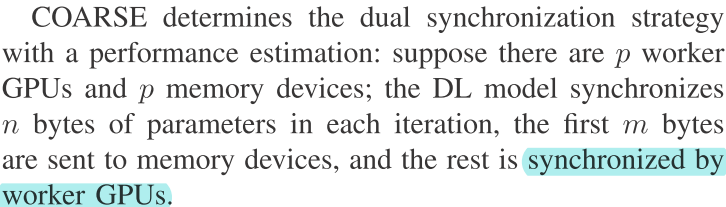 COARSE determines the dual synchronization strategy
with a performance estimation: suppose there are p worker
GPUs and p memory devices; the DL model synchronizes
n bytes of parameters in each iteration, the first m bytes
are sent to memory devices, and the rest is synchronized by
worker GPUs.